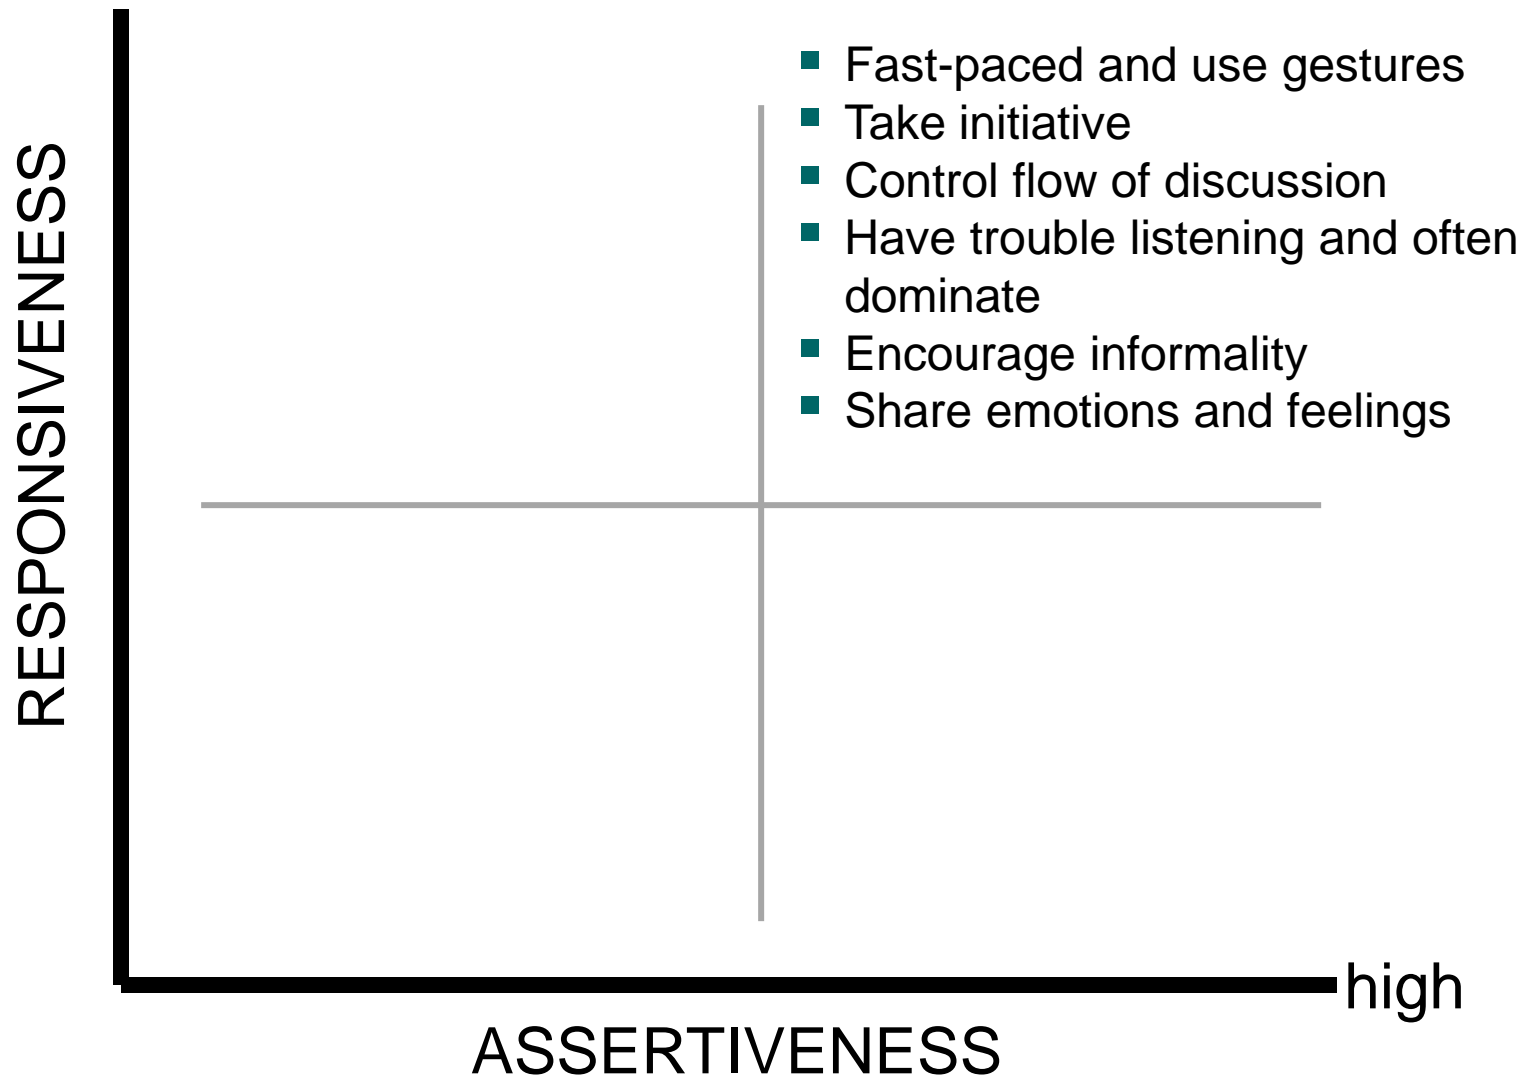 RESPONSIVENESS
■ Fast-paced and use gestures
■ Take initiative
■ Control flow of discussion
■ Have trouble listening and often
dominate
■ Encourage informality
■ Share emotions and feelings
high
ASSERTIVENESS